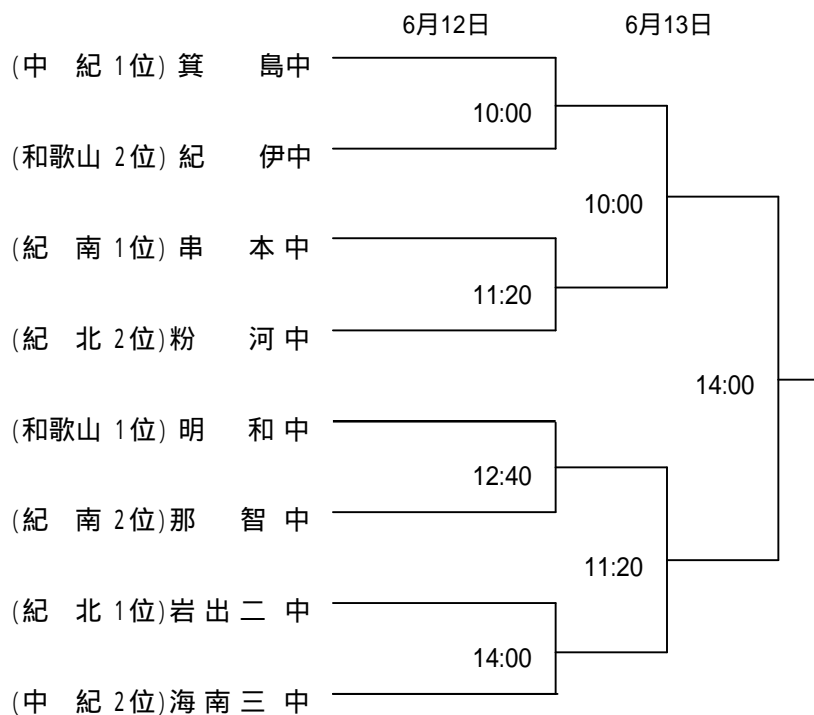 6月12日 6月13日
(中 紀 1位) 箕 島中
10:00
(和歌山 2位) 紀 伊中
10:00
(紀 南 1位) 串 本 中
11:20
(紀 北 2位) 粉 河 中
14:00
(和歌山 1位) 明 和 中
12:40
(紀 南 2位) 那 智 中
11:20
(紀 北 1位) 岩 出 二 中
14:00
(中 紀 2位) 海 南 三 中